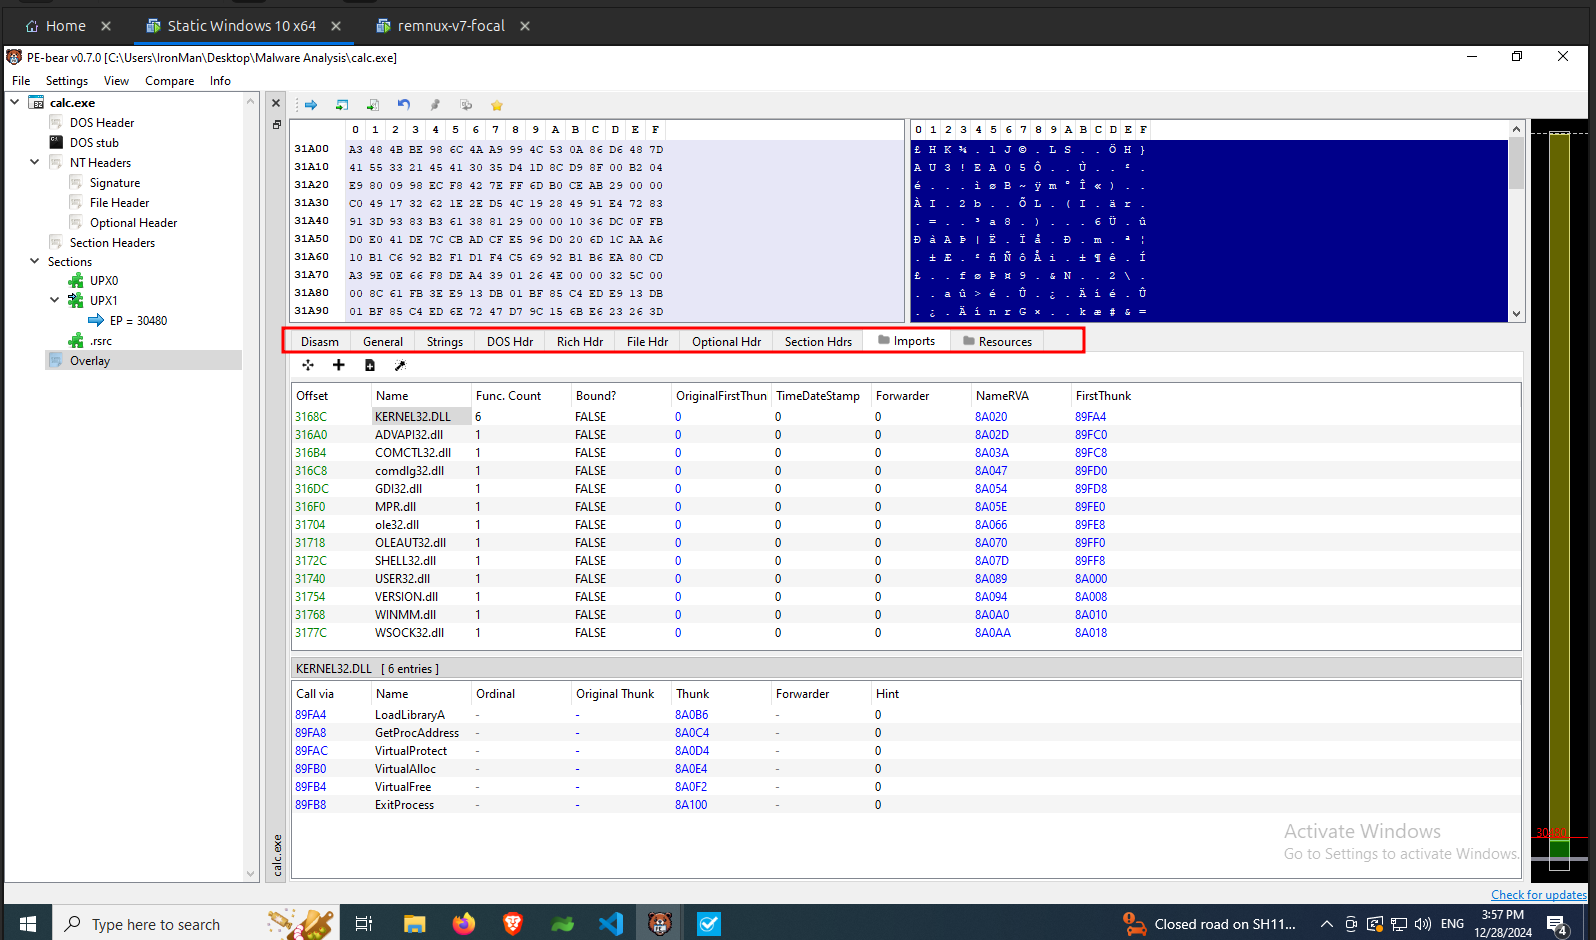 Home
Static Windows 10 x64
remnux-v7-focal
PE-bear v0.7.0 [C:\Users\IronMan\Desktop\Malware Analysis\calc.exe]
File Settings View Compare Info
calc.exe
DOS Header
DOS stub
NT Headers
Signature
File Header
Optional Header
Section Headers
Sections
UPX0
UPX1
EP = 30480
.rsrc
Overlay
calc.exe
0 1 2 3 4 5 6 7 8 9 A B C D E F
31A00 A3 48 4B BE 98 6C 4A A9 99 4C 53 0A 86 D6 48 7D
31A10 41 55 33 21 45 41 30 35 D4 1D 8C D9 8F 00 B2 04
31A20 E9 80 09 98 EC F8 42 7E FF 6D B0 CE AB 29 00 00
31A30 C0 49 17 32 62 1E 2E D5 4C 19 28 49 91 E4 72 83
31A40 91 3D 93 83 B3 61 38 81 29 00 00 10 36 DC 0F FB
31A50 D0 E0 41 DE 7C CB AD CF E5 96 D0 20 6D 1C AA A6
31A60 10 B1 C6 92 B2 F1 D1 F4 C5 69 92 B1 B6 EA 80 CD
31A70 A3 9E 0E 66 F8 DE A4 39 01 26 4E 00 00 32 5C 00
31A80 00 8C 61 FB 3E E9 13 DB 01 BF 85 C4 ED E9 13 DB
31A90 01 BF 85 C4 ED 6E 72 47 D7 9C 15 6B E6 23 26 3D
0 1 2 3 4 5 6 7 8 9 A B C D E F
£ H K ¾ . l J © . L S . . Ö H }
A U 3 ! E A 0 5 Ô . . Ù . . ² .
é . . . ì ø B ~ ÿ m ° Î « ) . .
À I . 2 b . . Õ L . ( I . ä r .
. = . . ³ a 8 . ) . . . 6 Ü . û
Ð à A Þ | Ë . Ï å . Ð . m . ª ¦
. ± Æ . ² ñ Ñ ô Å i . ± ¶ ê . Í
£ . . f ø Þ ¤ 9 . & N . . 2 \ .
. . a û > é . Û . ¿ . Ä í é . Û
. ¿ . Ä í n r G × . . k æ # & =
Disasm General Strings DOS Hdr Rich Hdr File Hdr Optional Hdr Section Hdrs Imports Resources
Offset Name Func. Count Bound? OriginalFirstThun TimeDateStamp Forwarder NameRVA FirstThunk
3168C KERNEL32.DLL 6 FALSE 0 0 0 8A020 89FA4
316A0 ADVAPI32.dll 1 FALSE 0 0 0 8A02D 89FC0
316B4 COMCTL32.dll 1 FALSE 0 0 0 8A03A 89FC8
316C8 comdlg32.dll 1 FALSE 0 0 0 8A047 89FD0
316DC GDI32.dll 1 FALSE 0 0 0 8A054 89FD8
316F0 MPR.dll 1 FALSE 0 0 0 8A05E 89FE0
31704 ole32.dll 1 FALSE 0 0 0 8A066 89FE8
31718 OLEAUT32.dll 1 FALSE 0 0 0 8A070 89FF0
3172C SHELL32.dll 1 FALSE 0 0 0 8A07D 89FF8
31740 USER32.dll 1 FALSE 0 0 0 8A089 8A000
31754 VERSION.dll 1 FALSE 0 0 0 8A094 8A008
31768 WINMM.dll 1 FALSE 0 0 0 8A0A0 8A010
3177C WSOCK32.dll 1 FALSE 0 0 0 8A0AA 8A018
KERNEL32.DLL [ 6 entries ]
Call via Name Ordinal Original Thunk Thunk Forwarder Hint
89FA4 LoadLibraryA - - 8A0B6 - 0
89FA8 GetProcAddress - - 8A0C4 - 0
89FAC VirtualProtect - - 8A0D4 - 0
89FB0 VirtualAlloc - - 8A0E4 - 0
89FB4 VirtualFree - - 8A0F2 - 0
89FB8 ExitProcess - - 8A100 - 0
30480
Activate Windows
Go to Settings to activate Windows.
Check for updates
Type here to search
Closed road on SH11...
ENG
3:57 PM
12/28/2024
4